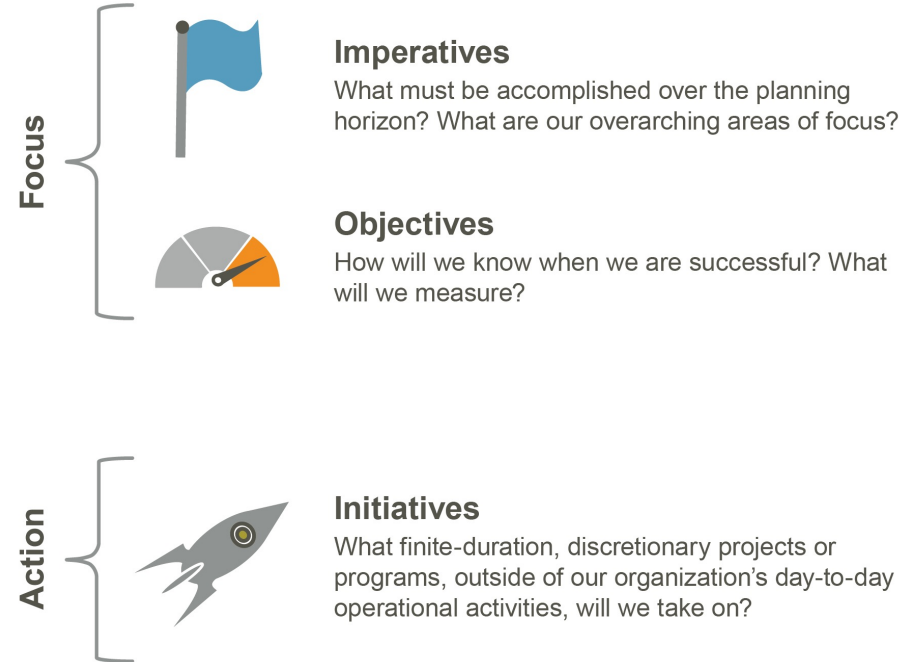 Focus
Imperatives
What must be accomplished over the planning
horizon? What are our overarching areas of focus?
Objectives
How will we know when we are successful? What
will we measure?
Action
Initiatives
What finite-duration, discretionary projects or
programs, outside of our organization’s day-to-day
operational activities, will we take on?